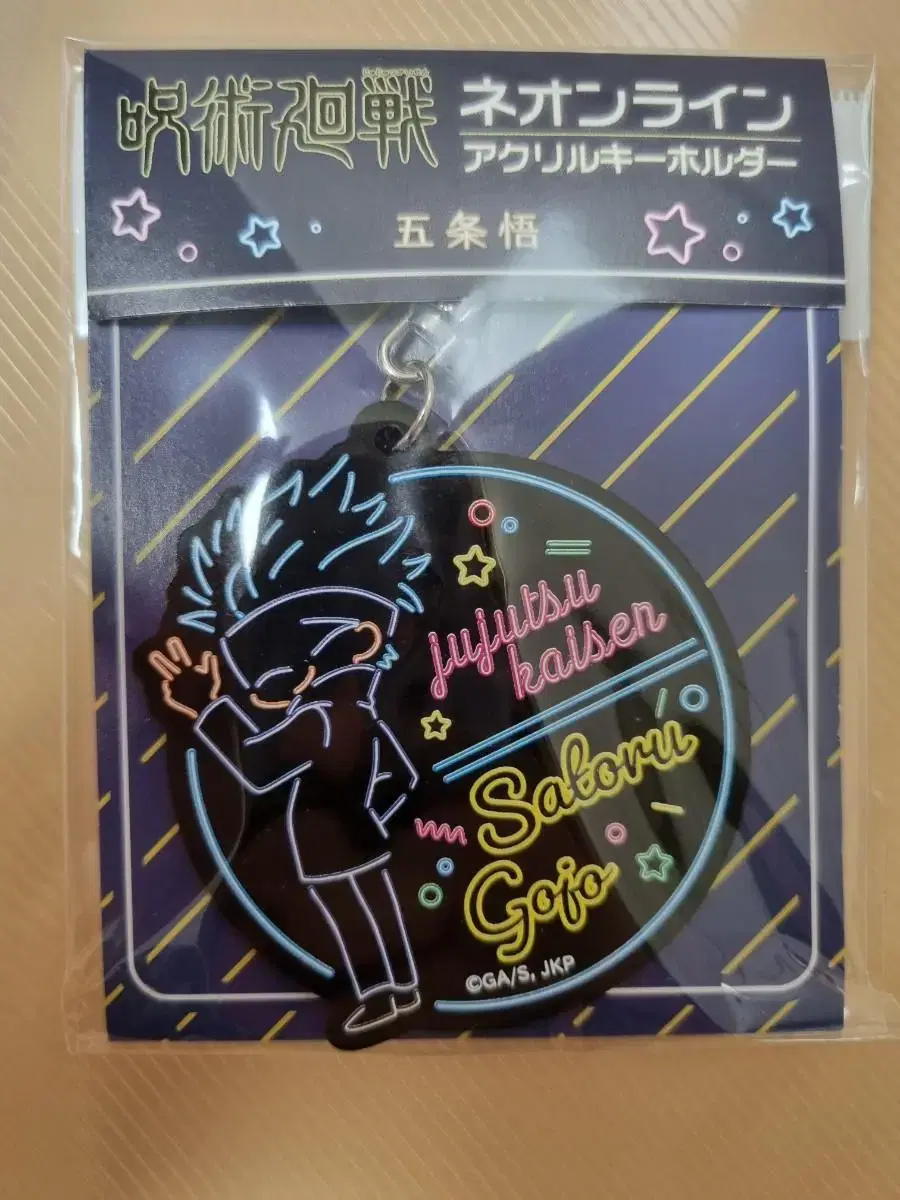 呪術廻戦
ネオンライン
アクリルキーホルダー
五条悟
jujutsu
kaisen
Satoru
Gojo
©GA/S, JKP